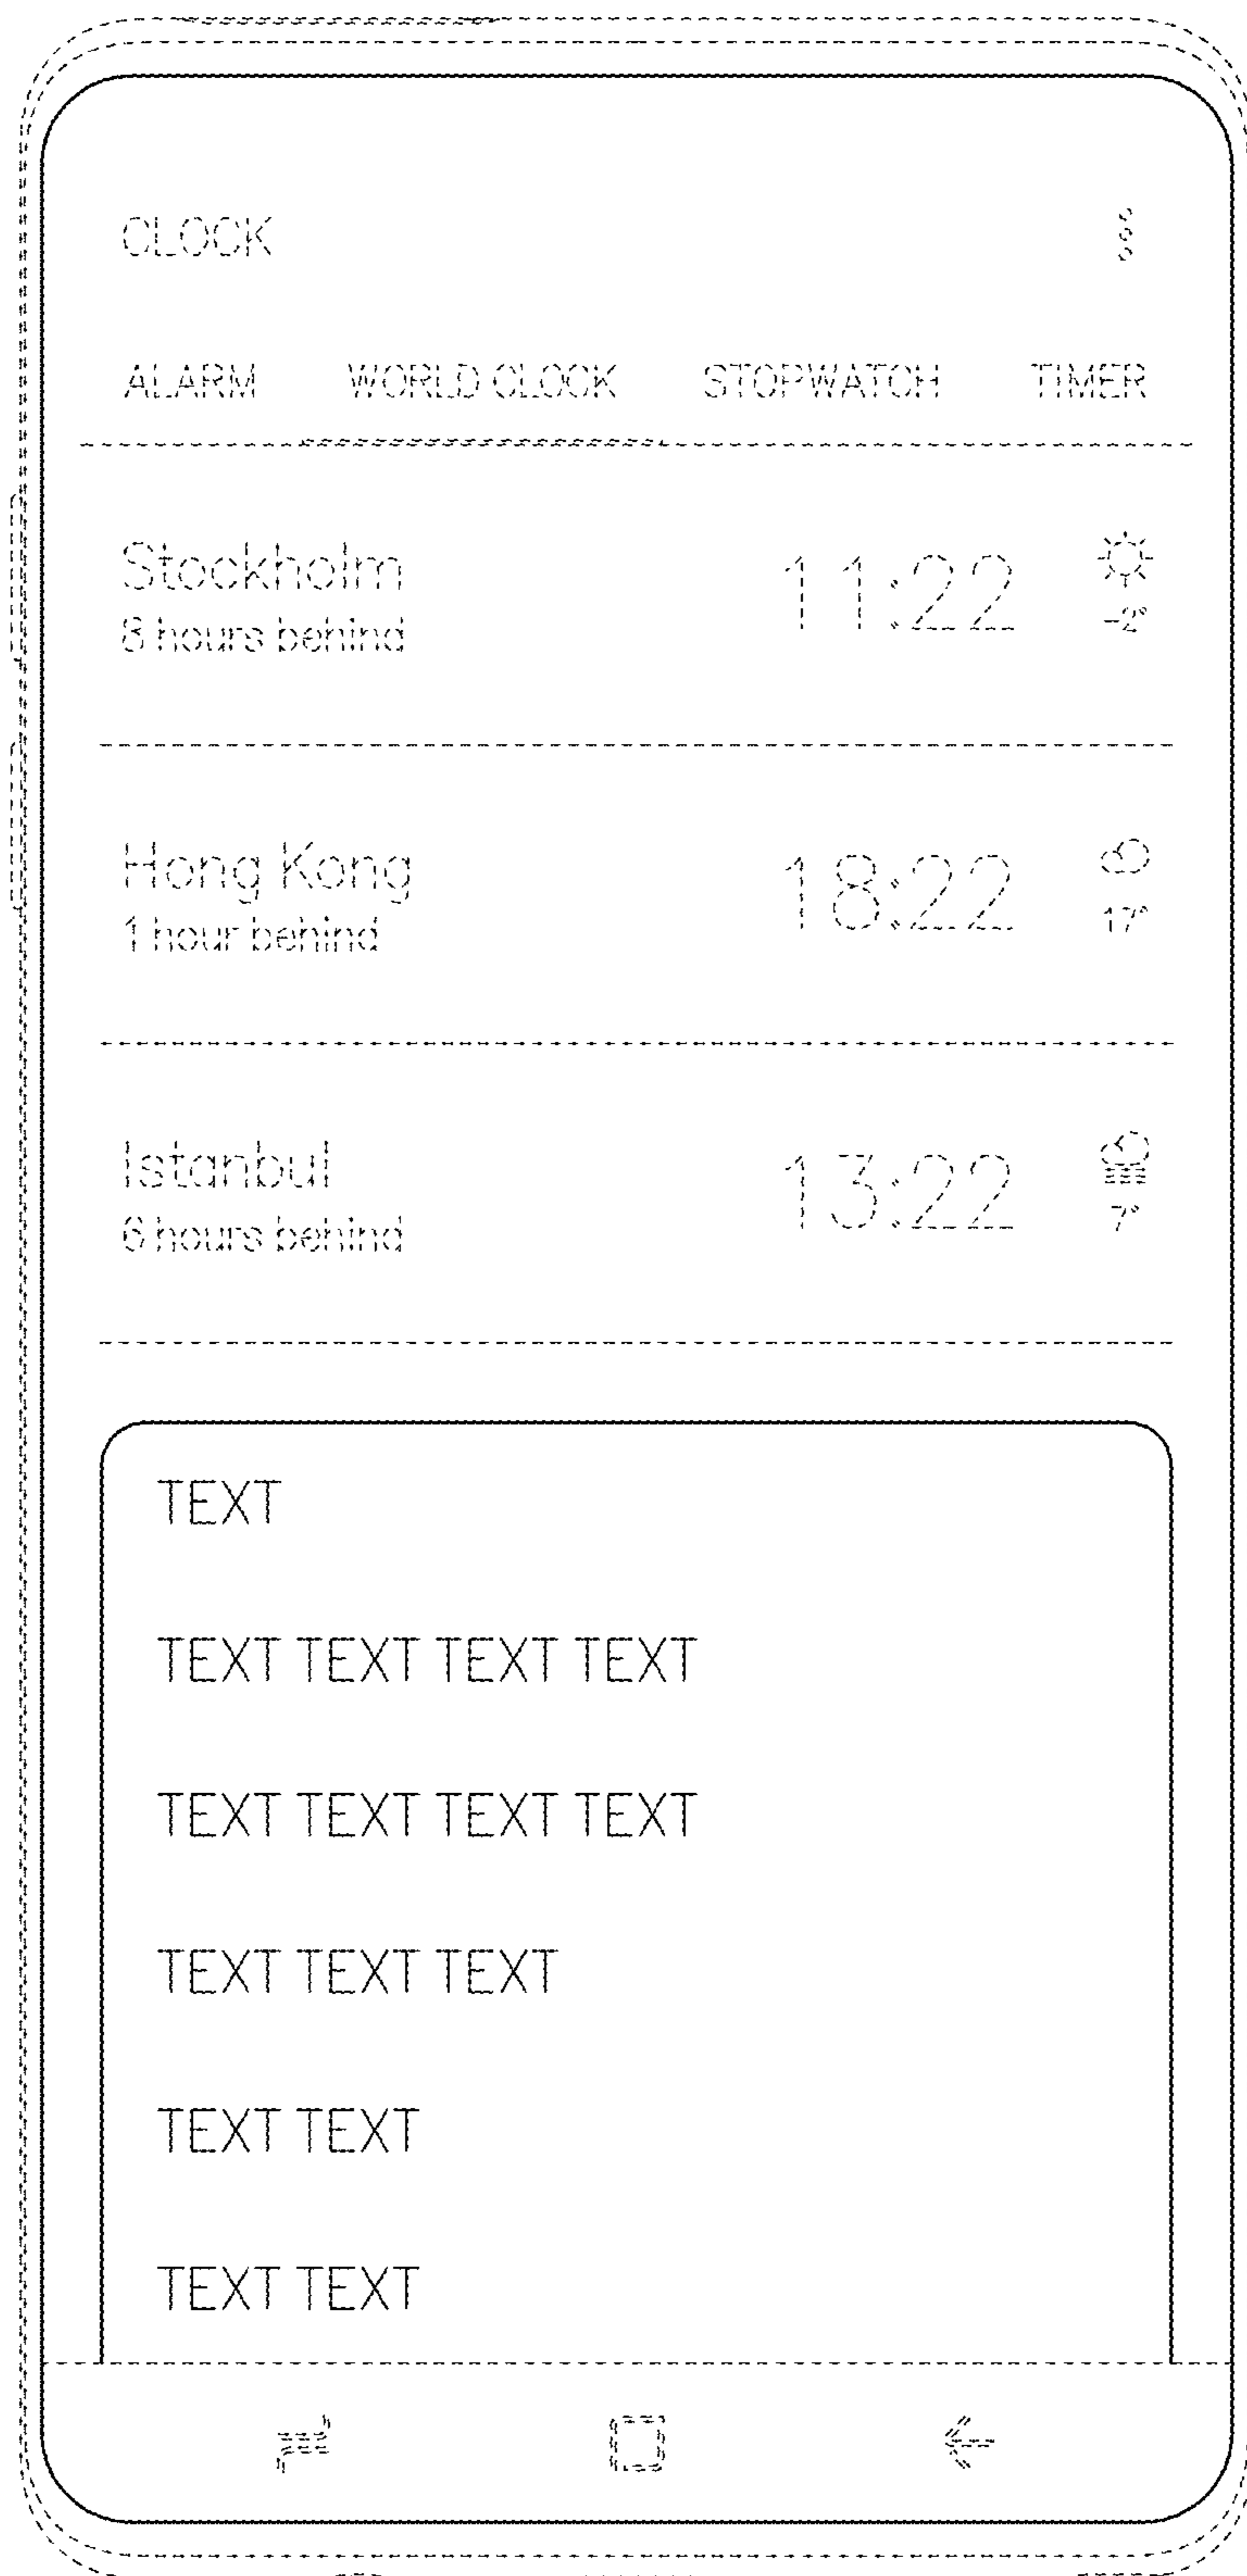 CLOCK
ALARM WORLD CLOCK STOPWATCH TIMER
Stockholm 11:22
8 hours behind -2°
Hong Kong 18:22
1 hour behind 17°
Istanbul 13:22
6 hours behind 7°
TEXT
TEXT TEXT TEXT TEXT
TEXT TEXT TEXT TEXT
TEXT TEXT TEXT
TEXT TEXT
TEXT TEXT